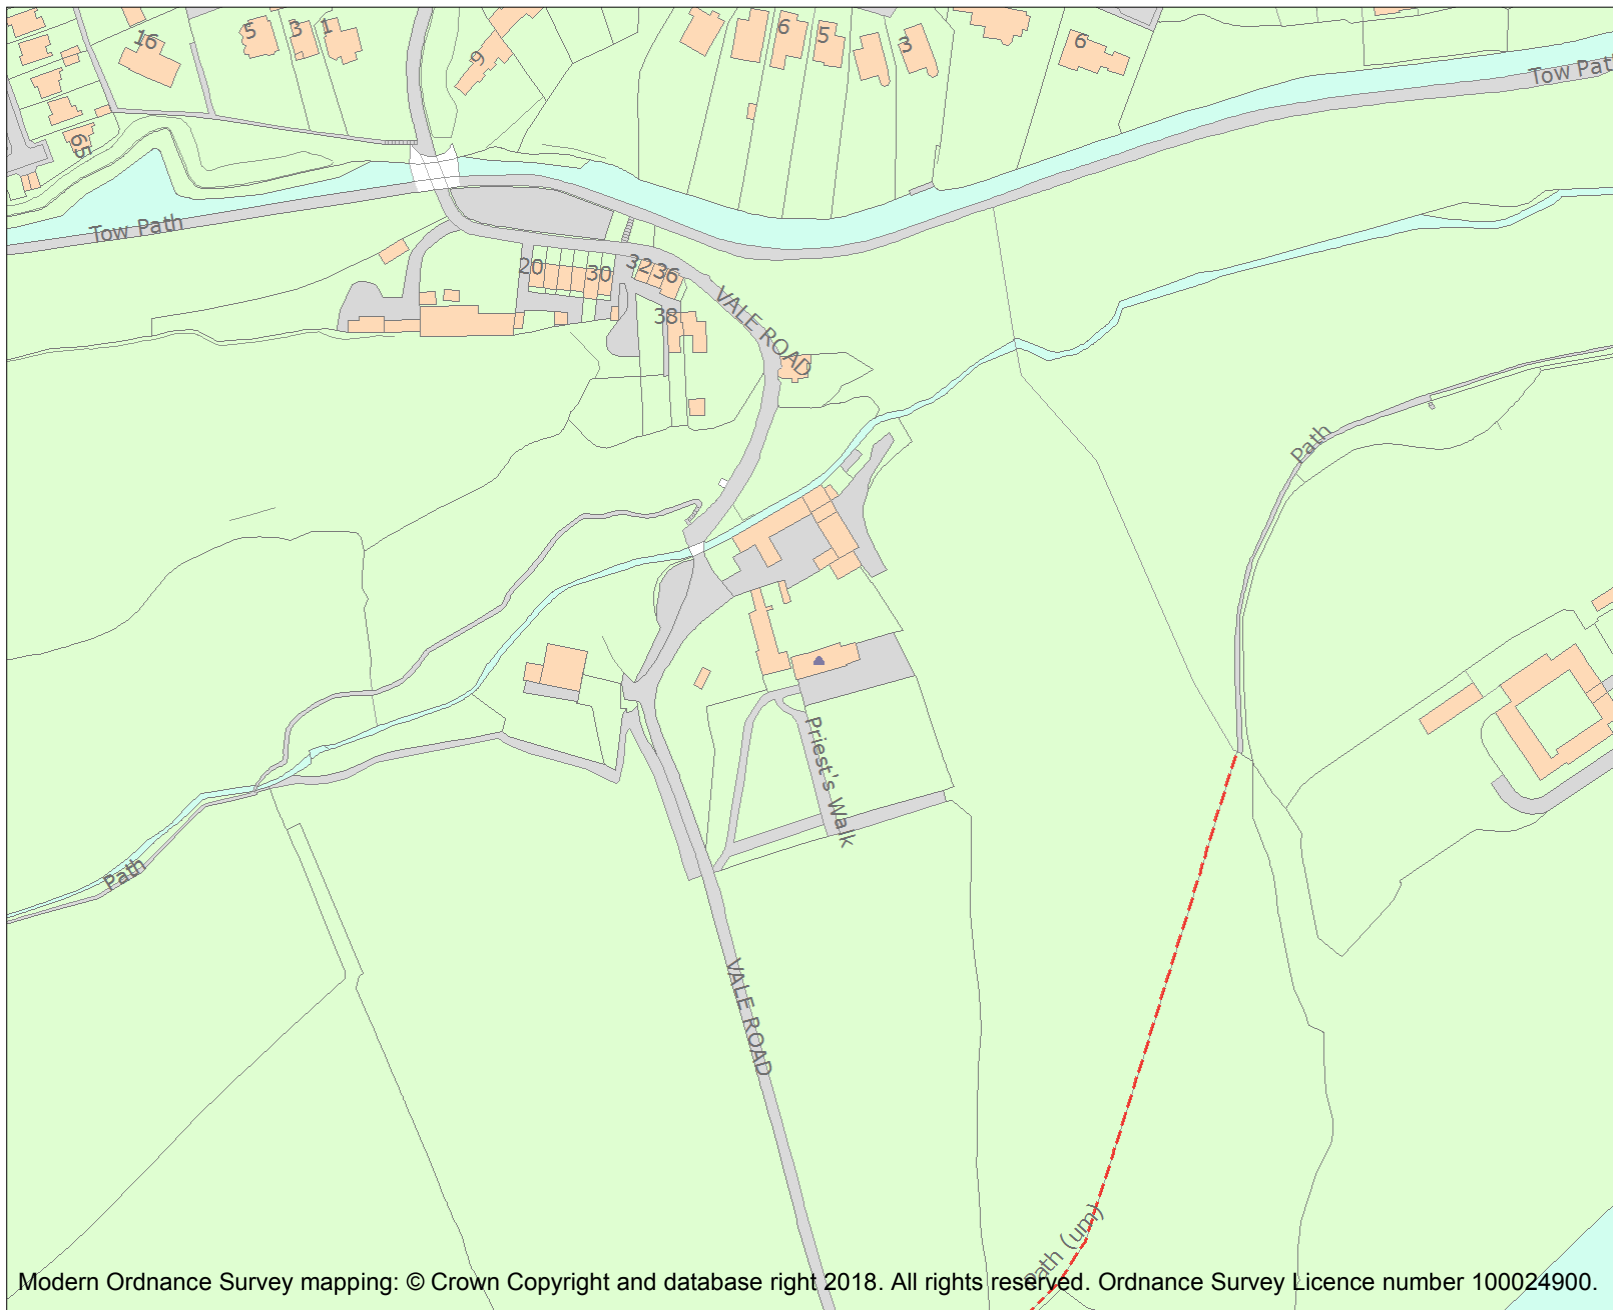 16
5
3
1
9
6
5
3
6
Tow Path
65
Tow Path
20
30
32
36
38
VALE ROAD
Path
Priest's Walk
Path
VALE ROAD
Path (um)
Modern Ordnance Survey mapping: © Crown Copyright and database right 2018. All rights reserved. Ordnance Survey Licence number 100024900.